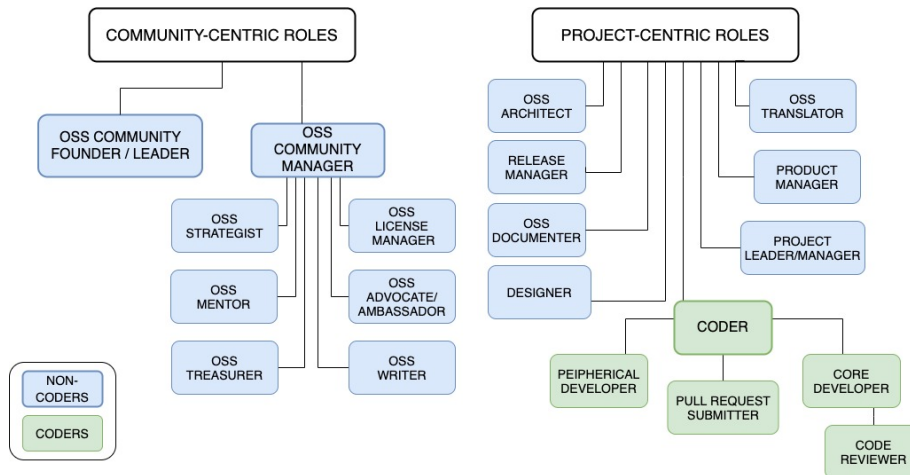 COMMUNITY-CENTRIC ROLES
OSS COMMUNITY
FOUNDER / LEADER
OSS
COMMUNITY
MANAGER
OSS
STRATEGIST
OSS
LICENSE
MANAGER
OSS
MENTOR
OSS
ADVOCATE/
AMBASSADOR
OSS
TREASURER
OSS
WRITER
NON-
CODERS
CODERS
PROJECT-CENTRIC ROLES
OSS
ARCHITECT
OSS
TRANSLATOR
RELEASE
MANAGER
PRODUCT
MANAGER
OSS
DOCUMENTER
PROJECT
LEADER/MANAGER
DESIGNER
CODER
PEIPHERICAL
DEVELOPER
PULL REQUEST
SUBMITTER
CORE
DEVELOPER
CODE
REVIEWER